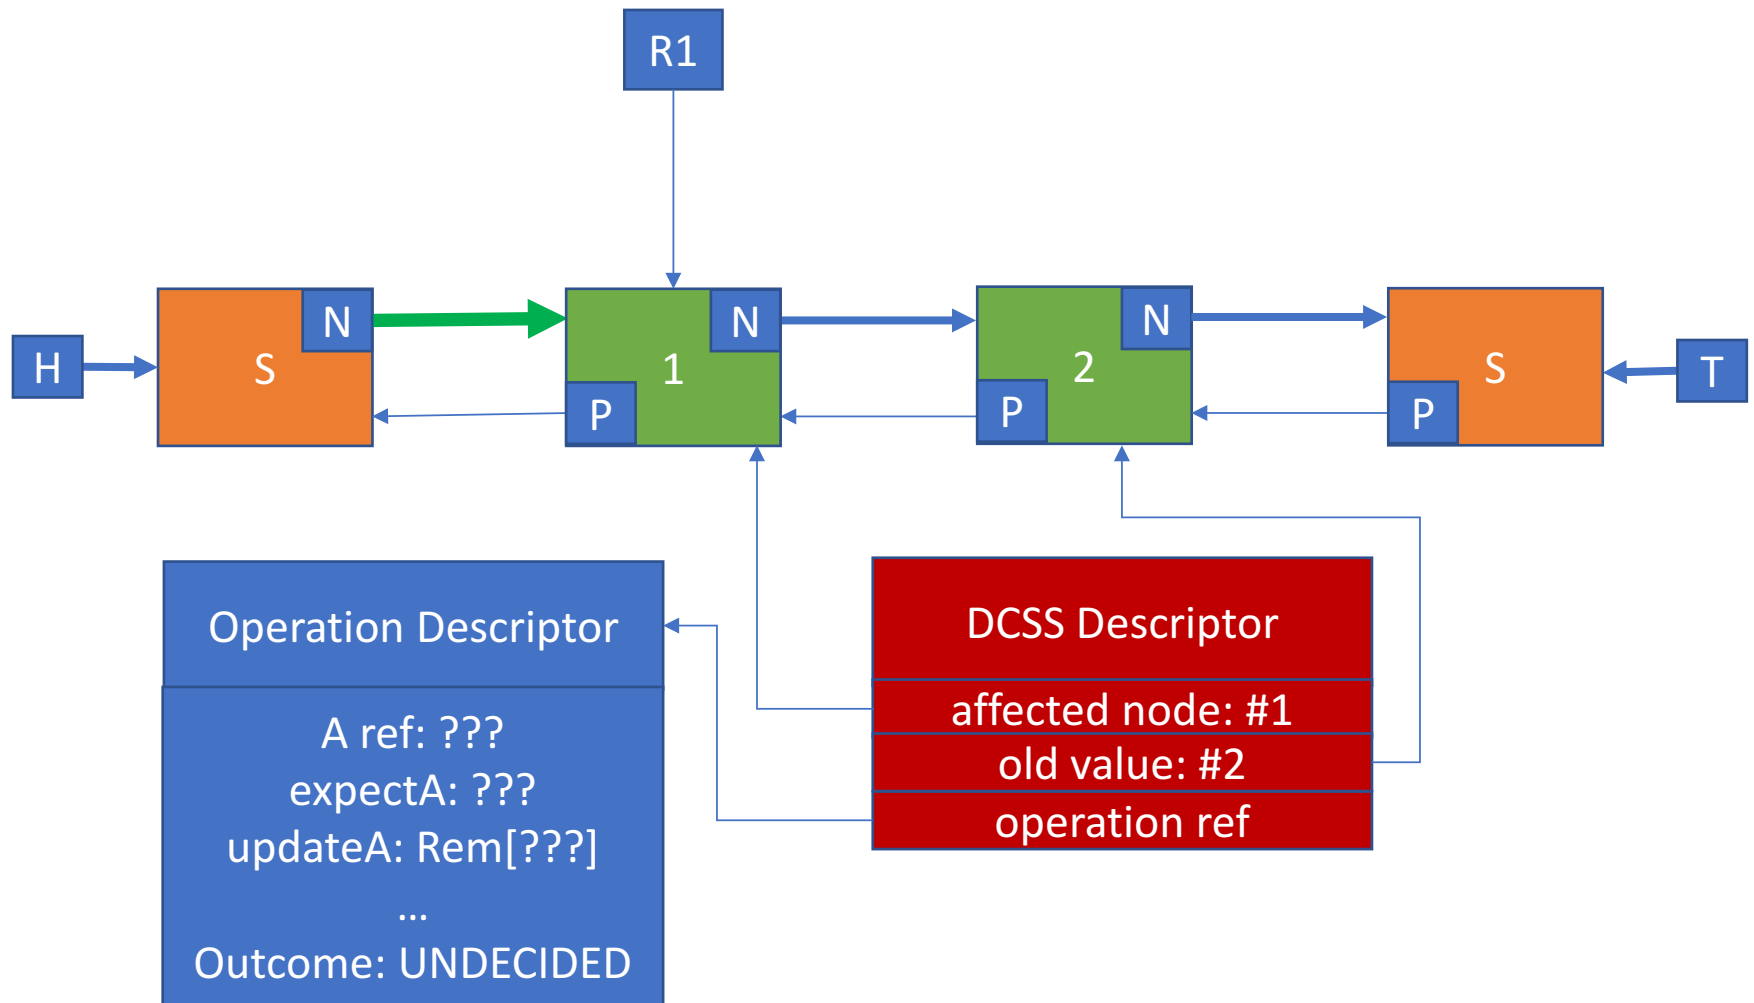 R1
H
S
N
1
N
P
2
N
P
S
P
T
Operation Descriptor
A ref: ???
expectA: ???
updateA: Rem[???]
...
Outcome: UNDECIDED
DCSS Descriptor
affected node: #1
old value: #2
operation ref